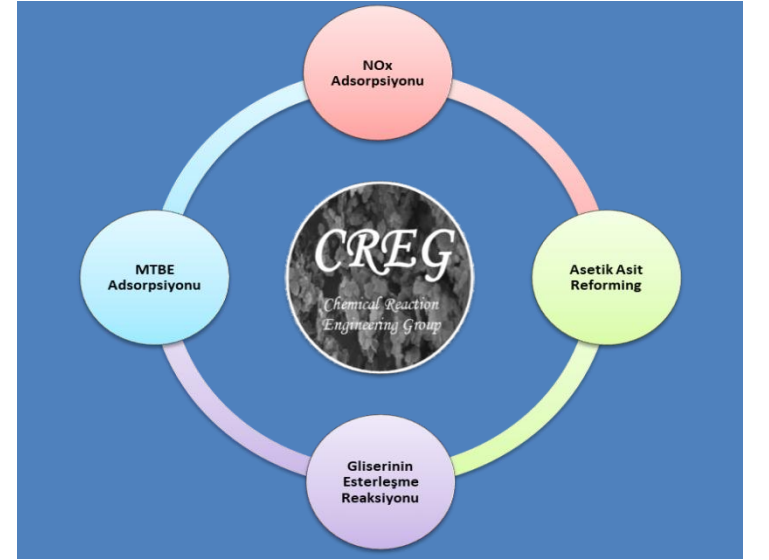 NOx
Adsorpsiyonu
MTBE
Adsorpsiyonu
CREG
Chemical Reaction
Engineering Group
Asetik Asit
Reforming
Gliserinin
Esterleşme
Reaksiyonu